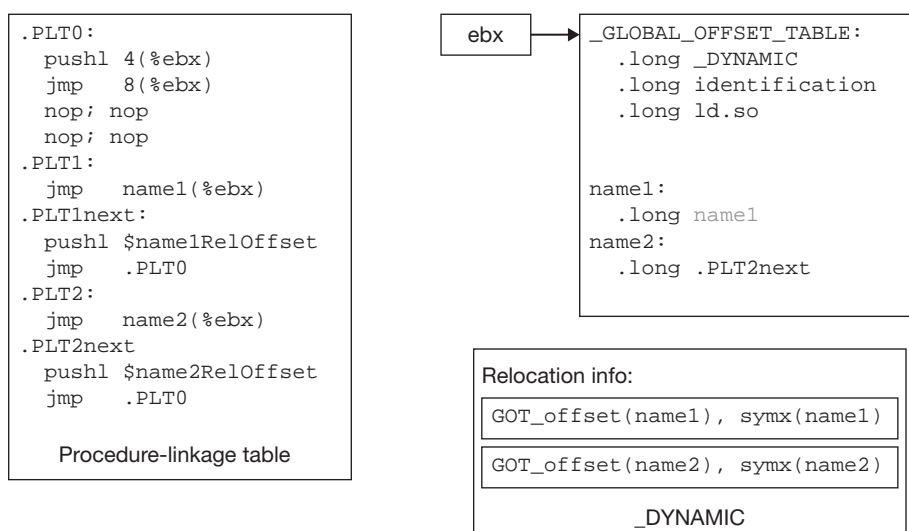 .PLT0:
pushl 4(%ebx)
jmp 8(%ebx)
nop; nop
nop; nop
.PLT1:
jmp name1(%ebx)
.PLT1next:
pushl $name1RelOffset
jmp .PLT0
.PLT2:
jmp name2(%ebx)
.PLT2next
pushl $name2RelOffset
jmp .PLT0
Procedure-linkage table
ebx
_GLOBAL_OFFSET_TABLE:
.long _DYNAMIC
.long identification
.long ld.so
name1:
.long name1
name2:
.long .PLT2next
Relocation info:
GOT_offset(name1), symx(name1)
GOT_offset(name2), symx(name2)
_DYNAMIC